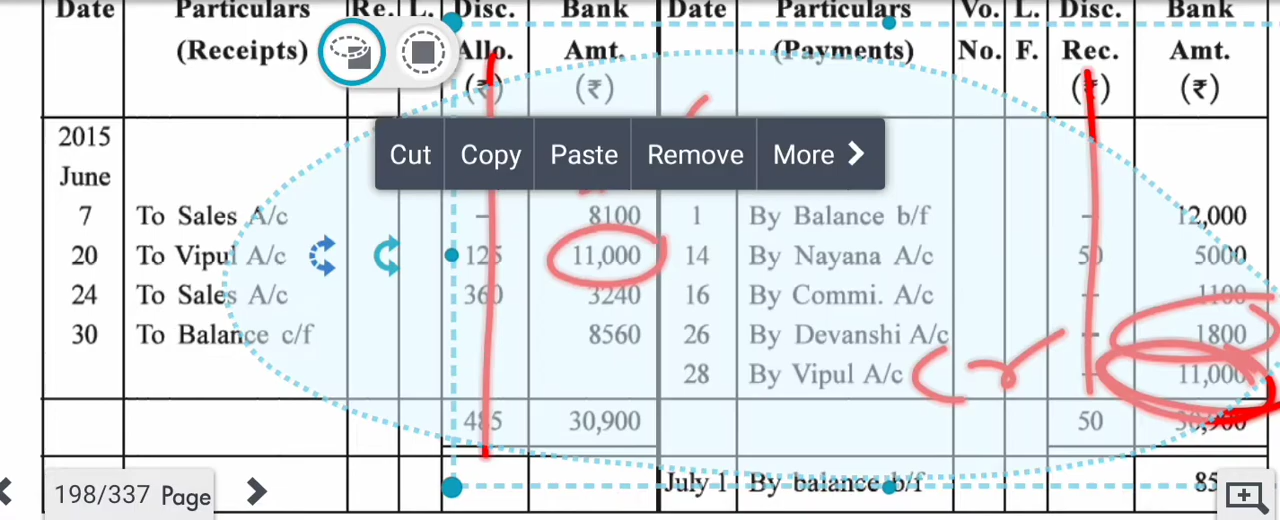 Date Particulars Re. L. Disc. Bank Date Particulars Vo. L. Disc. Bank
(Receipts) Allo. Amt. (Payments) No. F. Rec. Amt.
(₹) (₹) (₹) (₹)
2015
June
Cut Copy Paste Remove More
7 To Sales A/c – 8100 1 By Balance b/f – 12,000
20 To Vipul A/c 125 11,000 14 By Nayana A/c 50 5000
24 To Sales A/c 360 3240 16 By Commi. A/c – 1100
30 To Balance c/f 8560 26 By Devanshi A/c – 1800
28 By Vipul A/c – 11,000
485 30,900 50 30,900
July 1 By balance b/f
198/337 Page